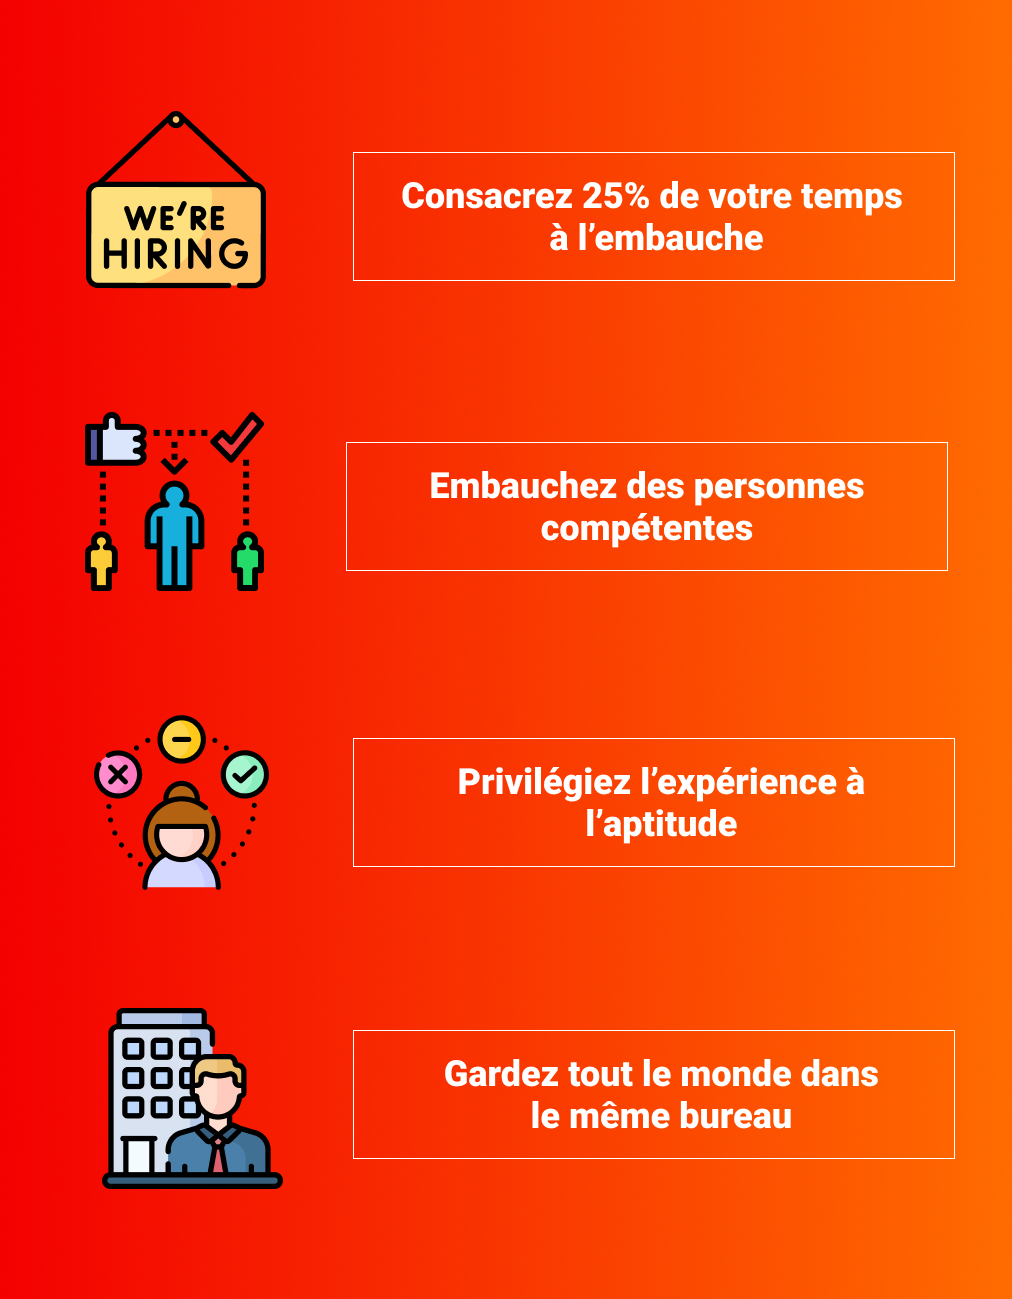 WE'RE
HIRING
Consacrez 25% de votre temps
à l’embauche
Embauchez des personnes
compétentes
Privilégiez l’expérience à
l’aptitude
Gardez tout le monde dans
le même bureau